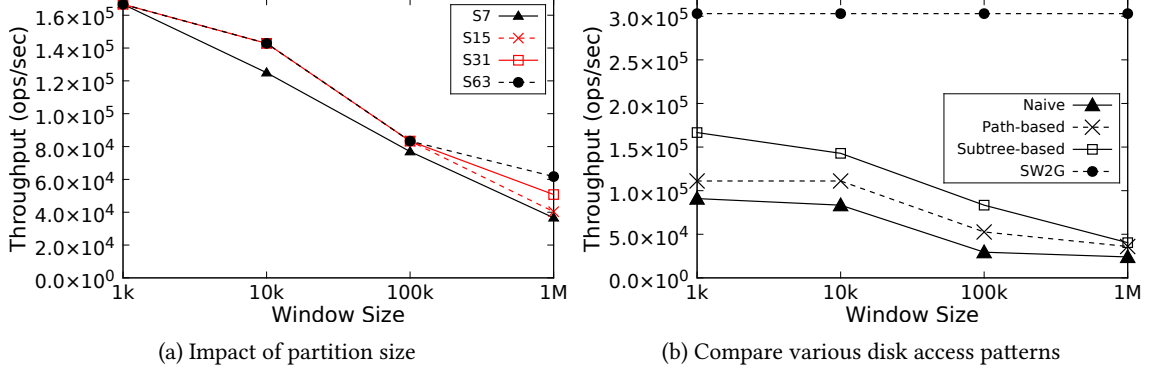 1.6×10⁵
1.4×10⁵
1.2×10⁵
1.0×10⁵
8.0×10⁴
6.0×10⁴
4.0×10⁴
2.0×10⁴
0.0×10⁰
Throughput (ops/sec)
S7
S15
S31
S63
1k 10k 100k 1M
Window Size
(a) Impact of partition size
3.0×10⁵
2.5×10⁵
2.0×10⁵
1.5×10⁵
1.0×10⁵
5.0×10⁴
0.0×10⁰
Throughput (ops/sec)
Naive
Path-based
Subtree-based
SW2G
1k 10k 100k 1M
Window Size
(b) Compare various disk access patterns